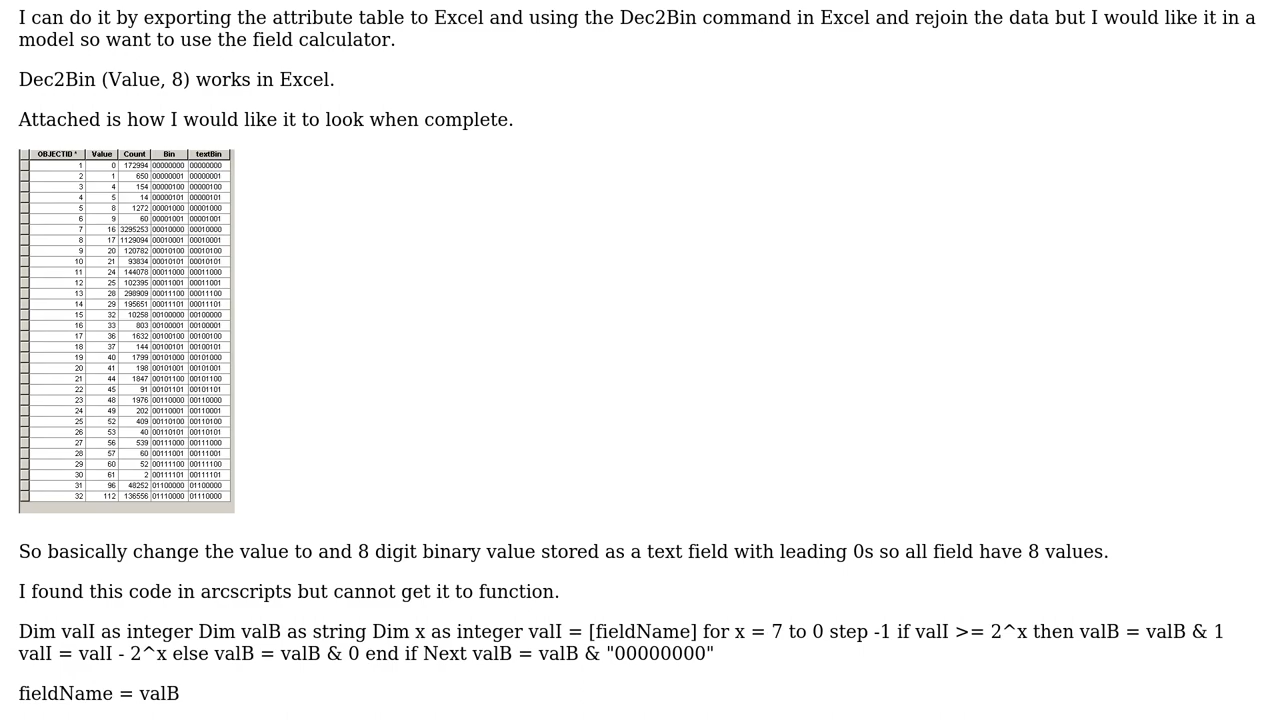 I can do it by exporting the attribute table to Excel and using the Dec2Bin command in Excel and rejoin the data but I would like it in a
model so want to use the field calculator.
Dec2Bin (Value, 8) works in Excel.
Attached is how I would like it to look when complete.
OBJECTID * Value Count Bin textBin
1 0 172994 00000000 00000000
2 1 650 00000001 00000001
3 4 154 00000100 00000100
4 5 14 00000101 00000101
5 8 1272 00001000 00001000
6 9 60 00001001 00001001
7 16 3295253 00010000 00010000
8 17 1129094 00010001 00010001
9 20 120782 00010100 00010100
10 21 93834 00010101 00010101
11 24 144078 00011000 00011000
12 25 102395 00011001 00011001
13 28 298909 00011100 00011100
14 29 195651 00011101 00011101
15 32 10258 00100000 00100000
16 33 803 00100001 00100001
17 36 1632 00100100 00100100
18 37 144 00100101 00100101
19 40 1799 00101000 00101000
20 41 198 00101001 00101001
21 44 1847 00101100 00101100
22 45 91 00101101 00101101
23 48 1976 00110000 00110000
24 49 202 00110001 00110001
25 52 409 00110100 00110100
26 53 40 00110101 00110101
27 56 539 00111000 00111000
28 57 60 00111001 00111001
29 60 52 00111100 00111100
30 61 2 00111101 00111101
31 96 48252 01100000 01100000
32 112 136556 01110000 01110000
So basically change the value to and 8 digit binary value stored as a text field with leading 0s so all field have 8 values.
I found this code in arcscripts but cannot get it to function.
Dim valI as integer Dim valB as string Dim x as integer valI = [fieldName] for x = 7 to 0 step -1 if valI >= 2^x then valB = valB & 1
valI = valI - 2^x else valB = valB & 0 end if Next valB = valB & "00000000"
fieldName = valB